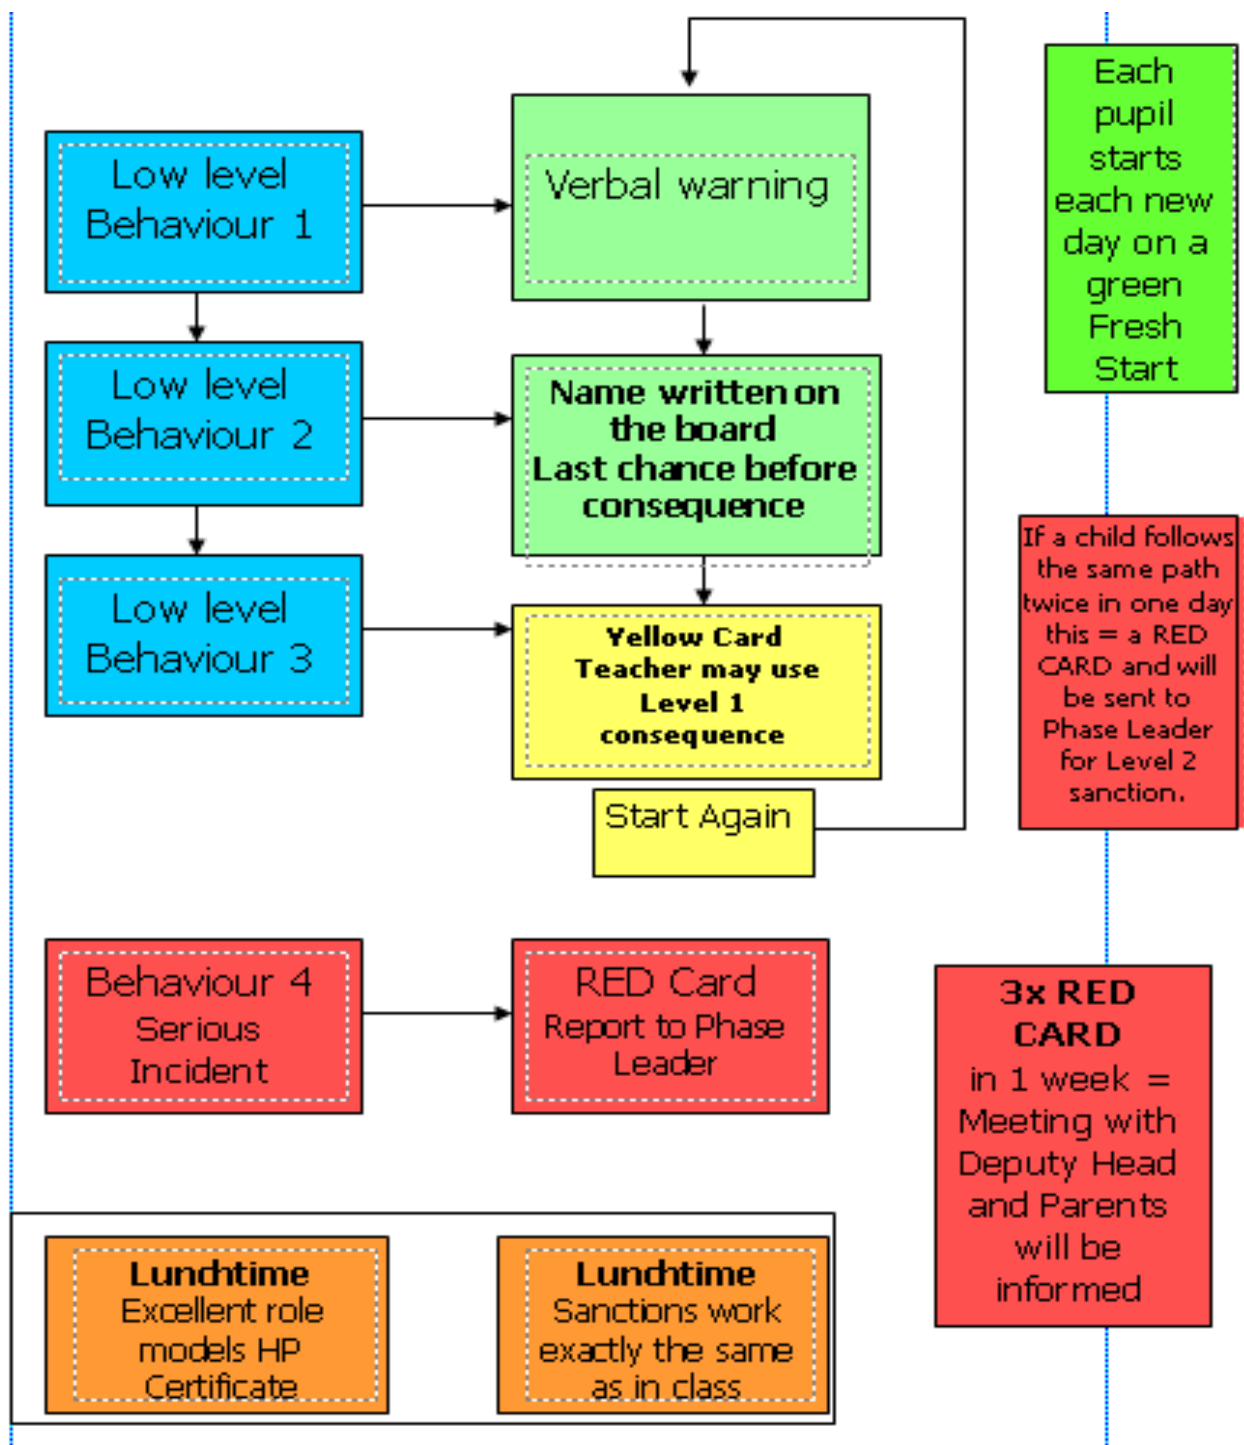 Low level
Behaviour 1
Verbal warning
Each
pupil
starts
each new
day on a
green
Fresh
Start
Low level
Behaviour 2
Name written on
the board
Last chance before
consequence
Low level
Behaviour 3
Yellow Card
Teacher may use
Level 1
consequence
Start Again
If a child follows
the same path
twice in one day
this = a RED
CARD and will
be sent to
Phase Leader
for Level 2
sanction.
Behaviour 4
Serious
Incident
RED Card
Report to Phase
Leader
3x RED
CARD
in 1 week =
Meeting with
Deputy Head
and Parents
will be
informed
Lunchtime
Excellent role
models HP
Certificate
Lunchtime
Sanctions work
exactly the same
as in class